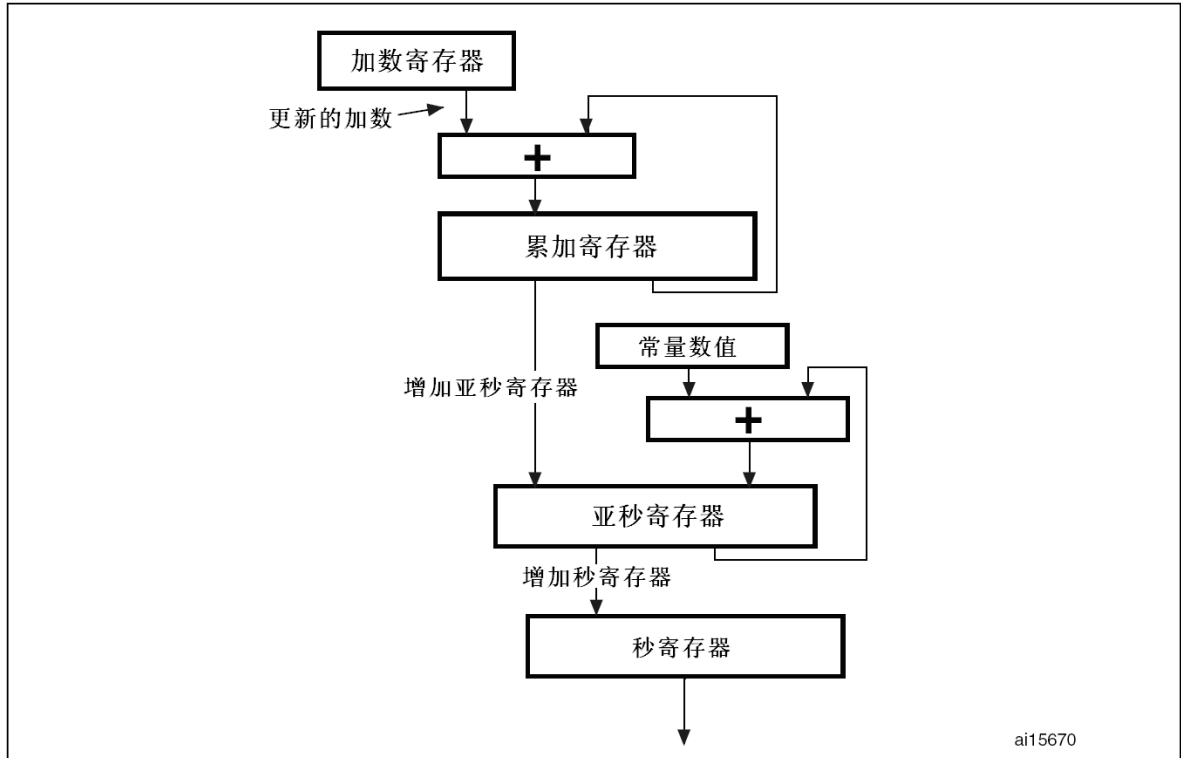 加数寄存器
更新的加数
+
累加寄存器
常量数值
增加亚秒寄存器
+
亚秒寄存器
增加秒寄存器
秒寄存器
ai15670